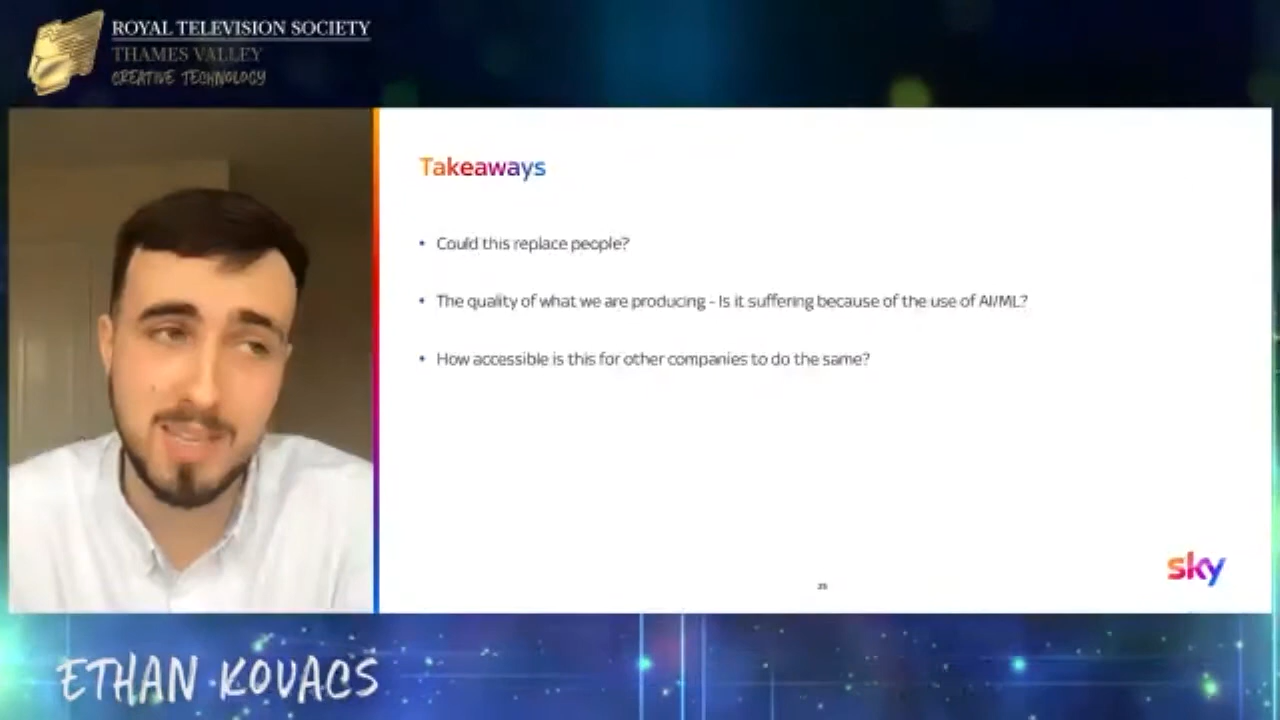 ROYAL TELEVISION SOCIETY
THAMES VALLEY
CREATIVE TECHNOLOGY
Takeaways
• Could this replace people?
• The quality of what we are producing - Is it suffering because of the use of AI/ML?
• How accessible is this for other companies to do the same?
sky
ETHAN KOVACS